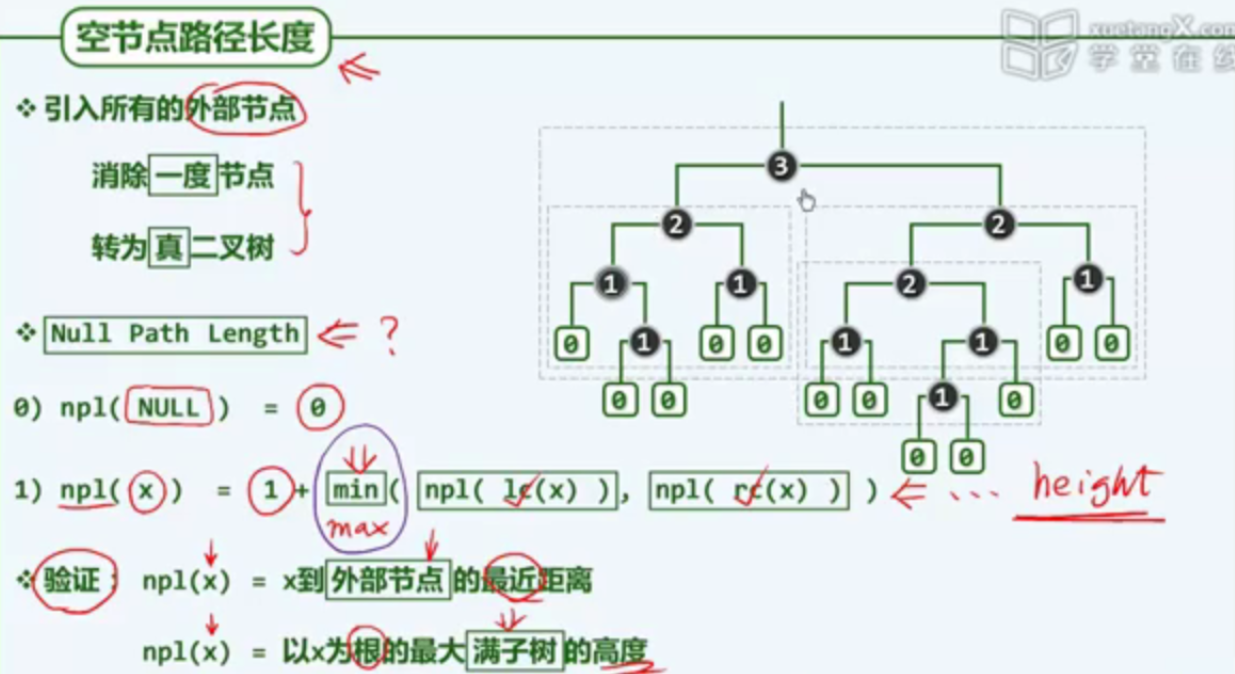 空节点路径长度
xuetangX.com
学堂在线
❖ 引入所有的外部节点
消除一度节点
转为真二叉树
❖ Null Path Length ?
0) npl( NULL ) = 0
1) npl( x ) = 1 + min( npl( lc(x) ), npl( rc(x) ) ) ... height
max
❖ 验证: npl(x) = x到外部节点的最近距离
npl(x) = 以x为根的最大满子树的高度
3
2 2
1 1 2 1
0 1 0 0 1 1 0 0
0 0 0 0 1 0
0 0